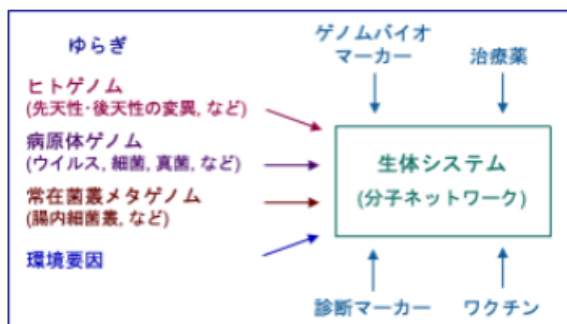 ゆらぎ
ゲノムバイオ
マーカー
治療薬
ヒトゲノム
(先天性・後天性の変異, など)
病原体ゲノム
(ウイルス, 細菌, 真菌, など)
常在菌叢メタゲノム
(腸内細菌叢, など)
環境要因
生体システム
(分子ネットワーク)
診断マーカー
ワクチン